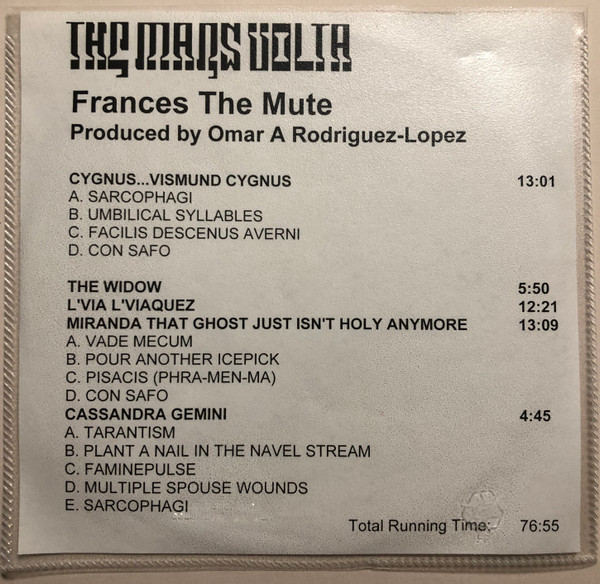 THE MARS VOLTA
Frances The Mute
Produced by Omar A Rodriguez-Lopez
CYGNUS...VISMUND CYGNUS 13:01
A. SARCOPHAGI
B. UMBILICAL SYLLABLES
C. FACILIS DESCENUS AVERNI
D. CON SAFO
THE WIDOW 5:50
L'VIA L'VIAQUEZ 12:21
MIRANDA THAT GHOST JUST ISN'T HOLY ANYMORE 13:09
A. VADE MECUM
B. POUR ANOTHER ICEPICK
C. PISACIS (PHRA-MEN-MA)
D. CON SAFO
CASSANDRA GEMINI 4:45
A. TARANTISM
B. PLANT A NAIL IN THE NAVEL STREAM
C. FAMINEPULSE
D. MULTIPLE SPOUSE WOUNDS
E. SARCOPHAGI
Total Running Time: 76:55